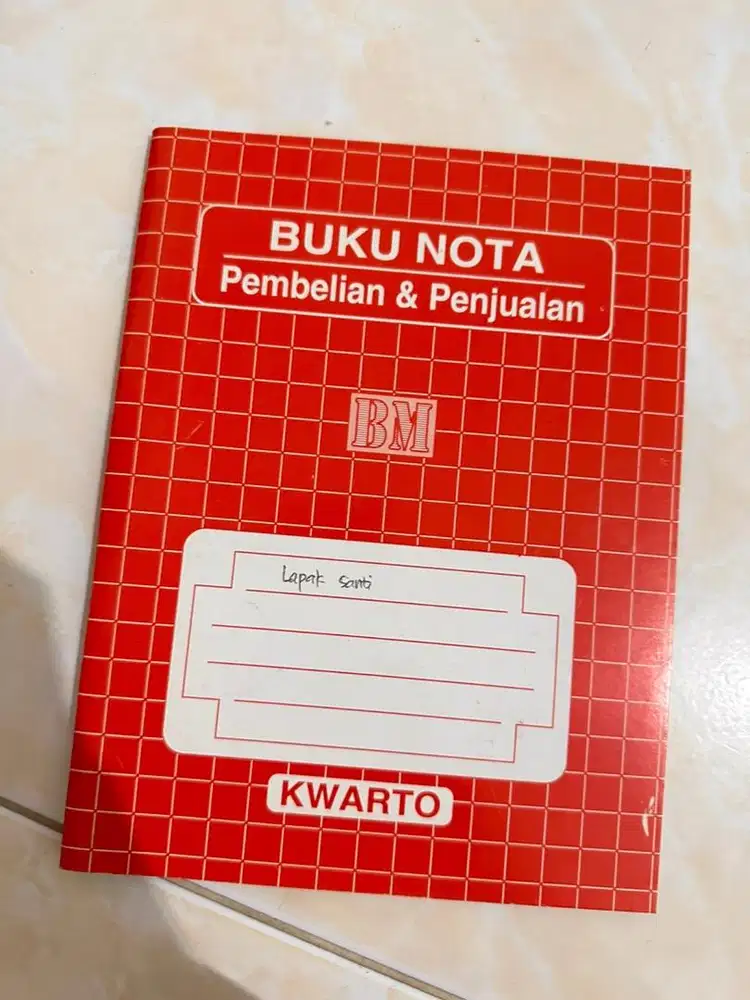 BUKU NOTA
Pembelian & Penjualan
BM
Lapak Santi
KWARTO